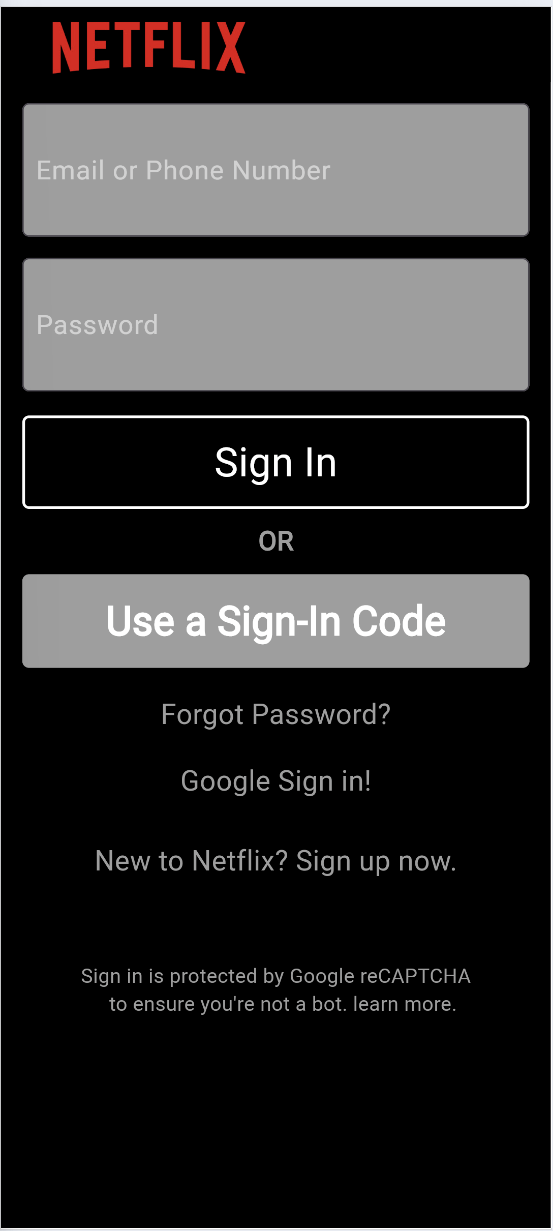 NETFLIX
Email or Phone Number
Password
Sign In
OR
Use a Sign-In Code
Forgot Password?
Google Sign in!
New to Netflix? Sign up now.
Sign in is protected by Google reCAPTCHA
to ensure you're not a bot. learn more.